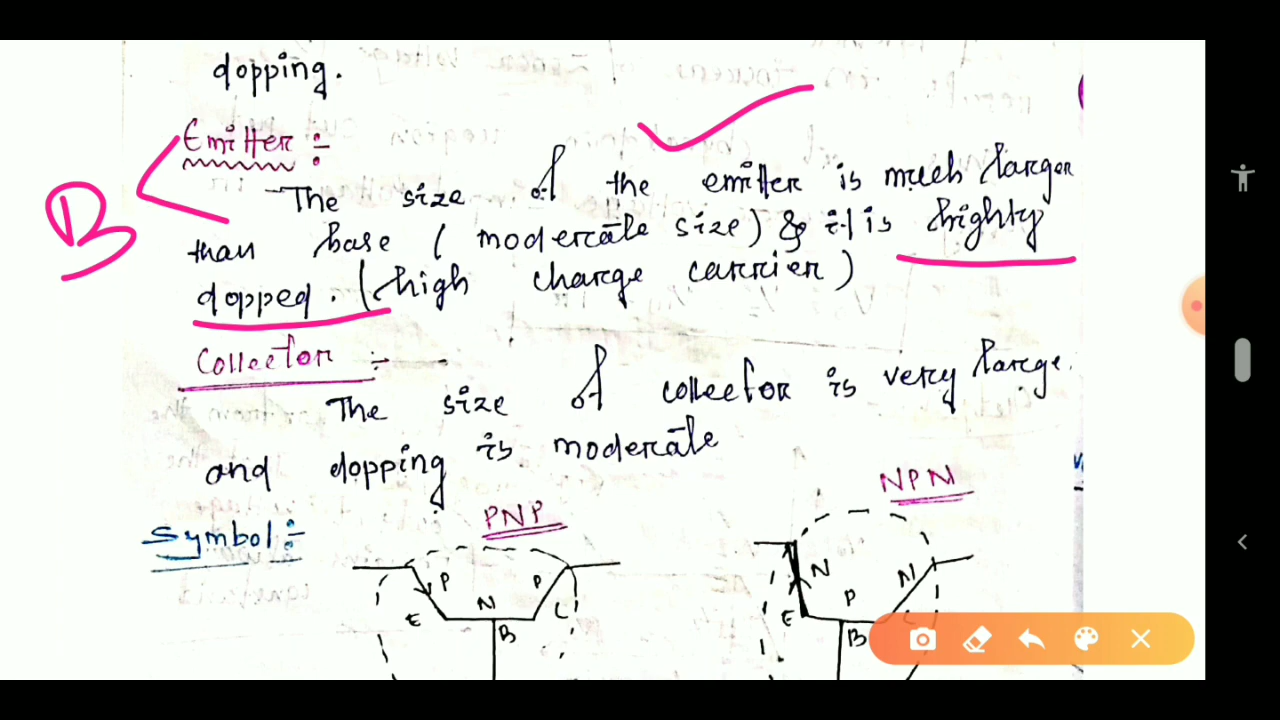 dopping.
Emitter :-
The size of the emitter is much larger
than base ( moderate size) & it is highly
dopped. (high charge carrier)
Collector :-
The size of collector is very large.
and dopping is moderate
Symbol :-
PNP
NPN
P N P
E B C
N P N
E B
B